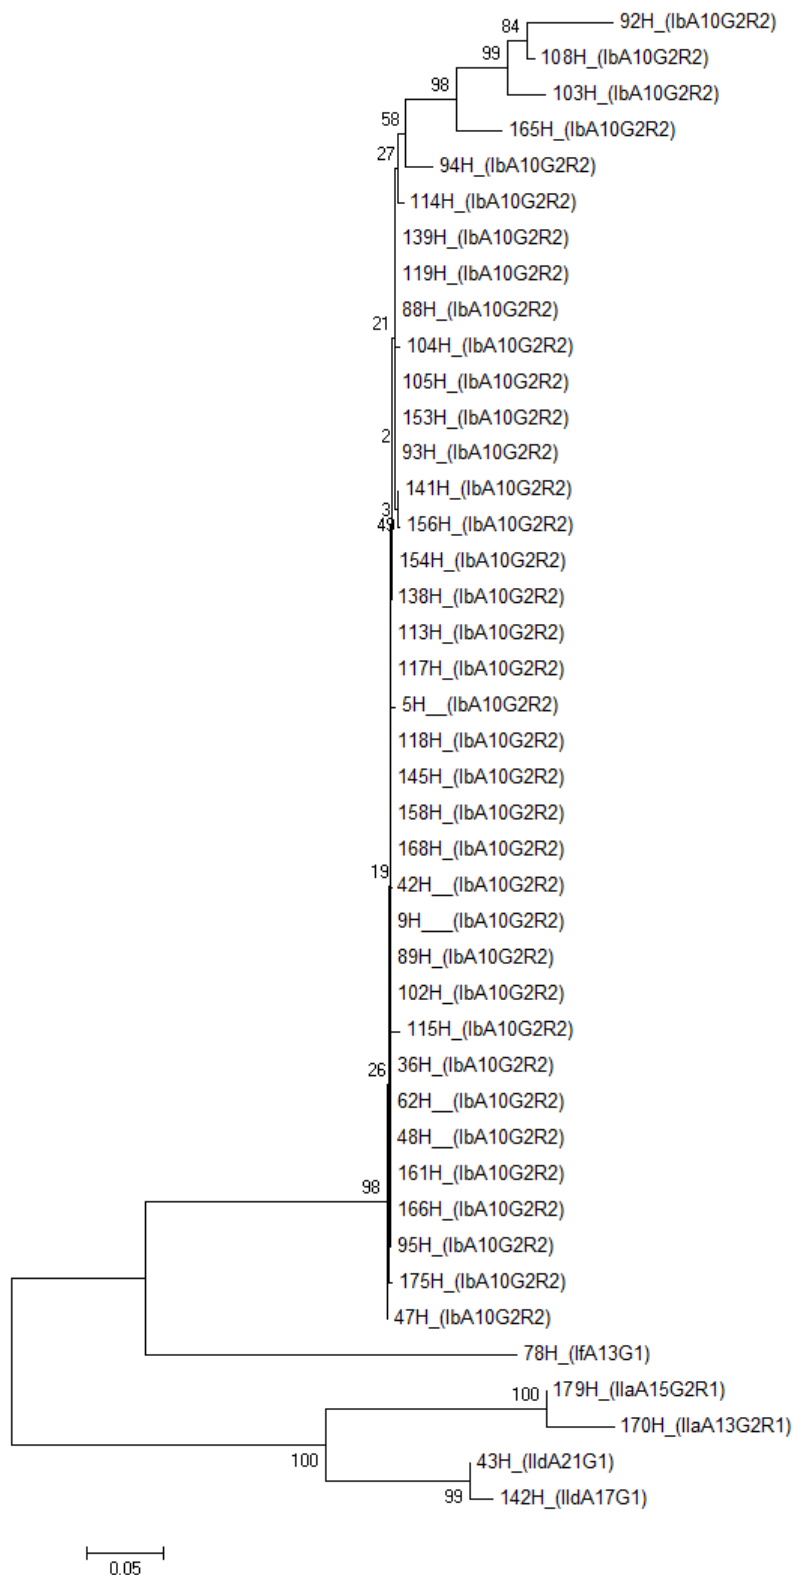 84
92H_(IbA10G2R2)
99
108H_(IbA10G2R2)
98
103H_(IbA10G2R2)
58
165H_(IbA10G2R2)
27
94H_(IbA10G2R2)
114H_(IbA10G2R2)
139H_(IbA10G2R2)
119H_(IbA10G2R2)
88H_(IbA10G2R2)
21
104H_(IbA10G2R2)
105H_(IbA10G2R2)
153H_(IbA10G2R2)
2
93H_(IbA10G2R2)
141H_(IbA10G2R2)
3
49
156H_(IbA10G2R2)
154H_(IbA10G2R2)
138H_(IbA10G2R2)
113H_(IbA10G2R2)
117H_(IbA10G2R2)
5H__(IbA10G2R2)
118H_(IbA10G2R2)
145H_(IbA10G2R2)
158H_(IbA10G2R2)
168H_(IbA10G2R2)
19
42H__(IbA10G2R2)
9H___(IbA10G2R2)
89H_(IbA10G2R2)
102H_(IbA10G2R2)
115H_(IbA10G2R2)
26
36H_(IbA10G2R2)
62H__(IbA10G2R2)
48H__(IbA10G2R2)
161H_(IbA10G2R2)
98
166H_(IbA10G2R2)
95H_(IbA10G2R2)
175H_(IbA10G2R2)
47H_(IbA10G2R2)
78H_(IfA13G1)
100
179H_(IIaA15G2R1)
170H_(IIaA13G2R1)
100
43H_(IIdA21G1)
99
142H_(IIdA17G1)
0.05